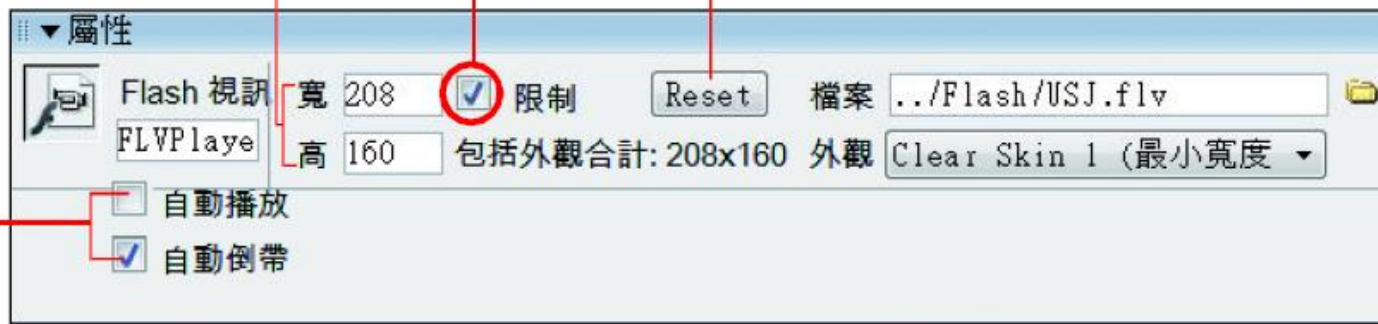 屬性
Flash 視訊 寬 208 限制 Reset 檔案 ../Flash/USJ.flv
FLVPlaye 高 160 包括外觀合計: 208x160 外觀 Clear Skin 1 (最小寬度
自動播放
自動倒帶